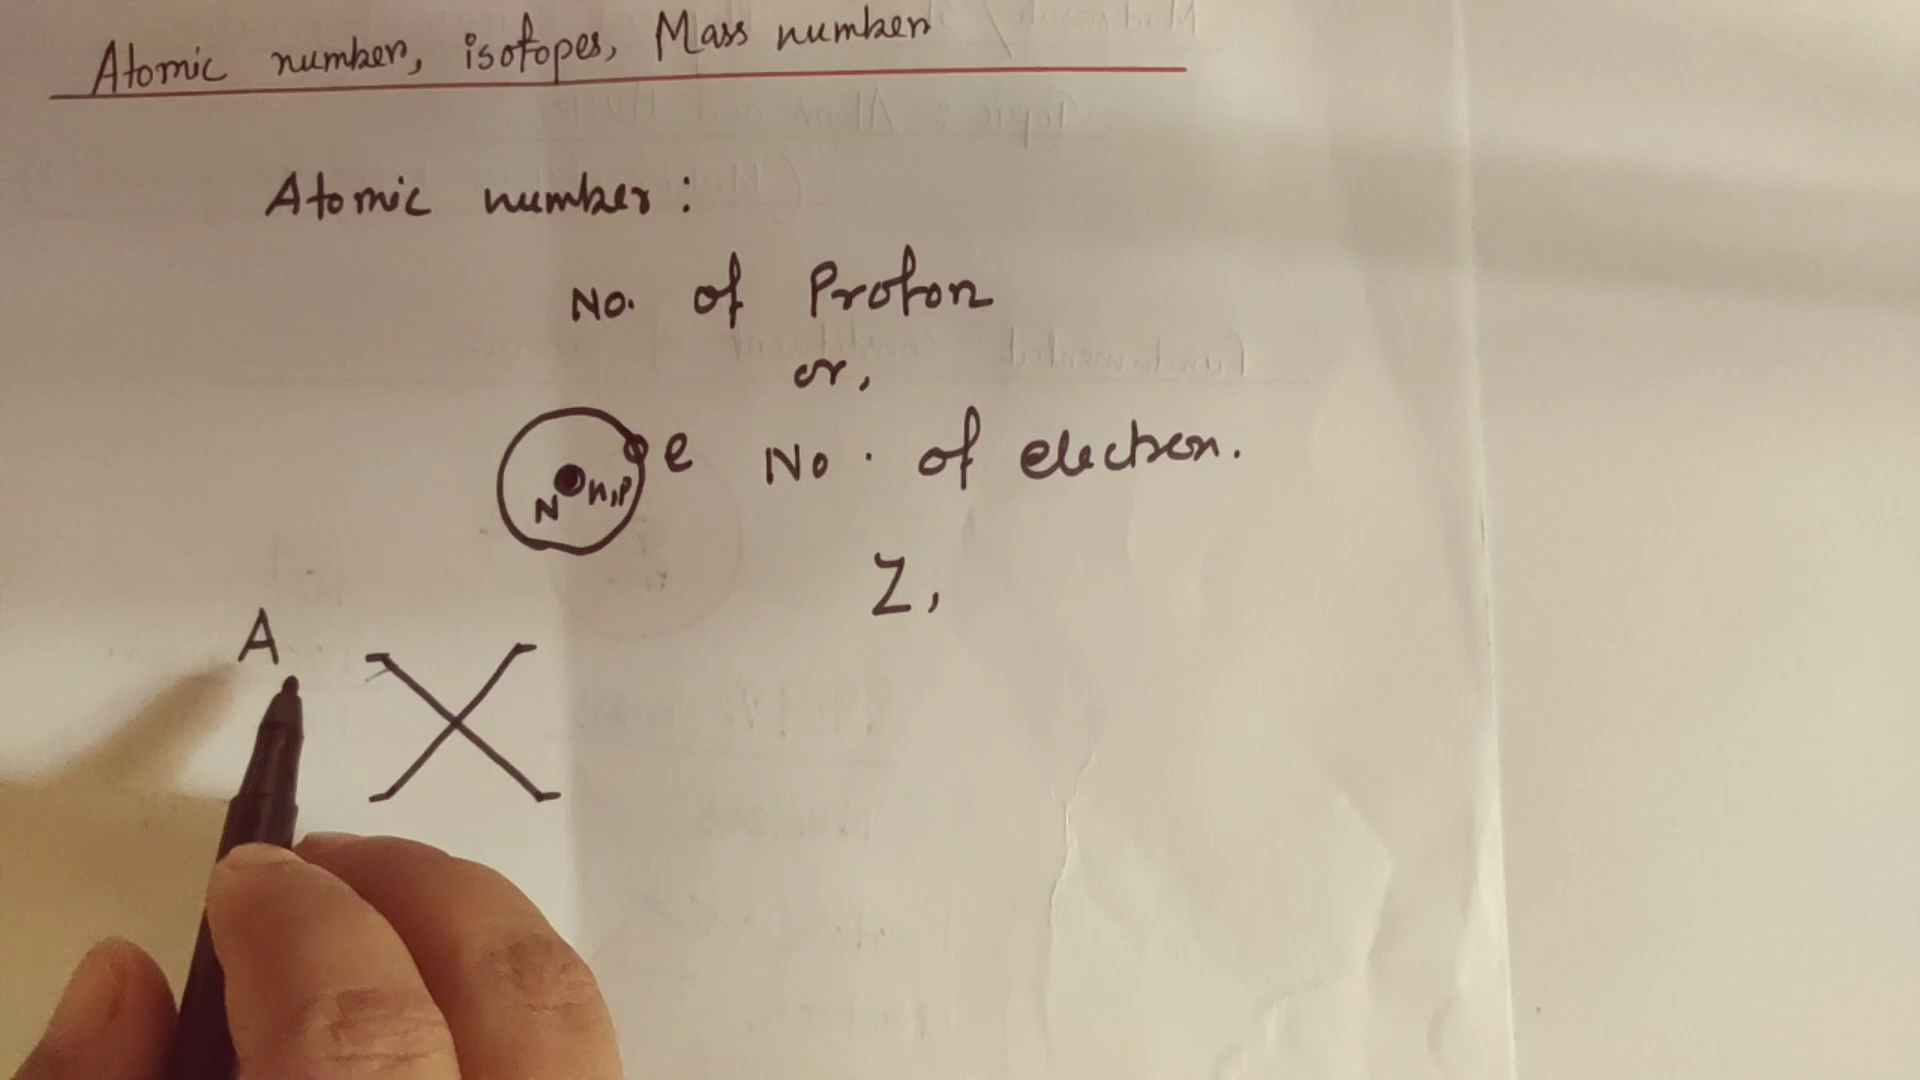 Atomic number, isotopes, Mass number
Atomic number :
No. of Proton
or,
e No. of electron.
N n,p
Z,
A
X